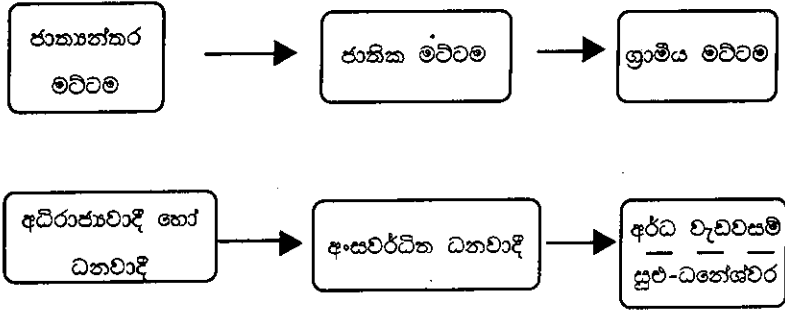 ජාත්‍යන්තර
මට්ටම
ජාතික මට්ටම
ග්‍රාමීය මට්ටම
අධිරාජ්‍යවාදී හෝ
ධනවාදී
අංසවර්ධිත ධනවාදී
අර්ධ වැඩවසම්
සුළු-ධනේශ්වර